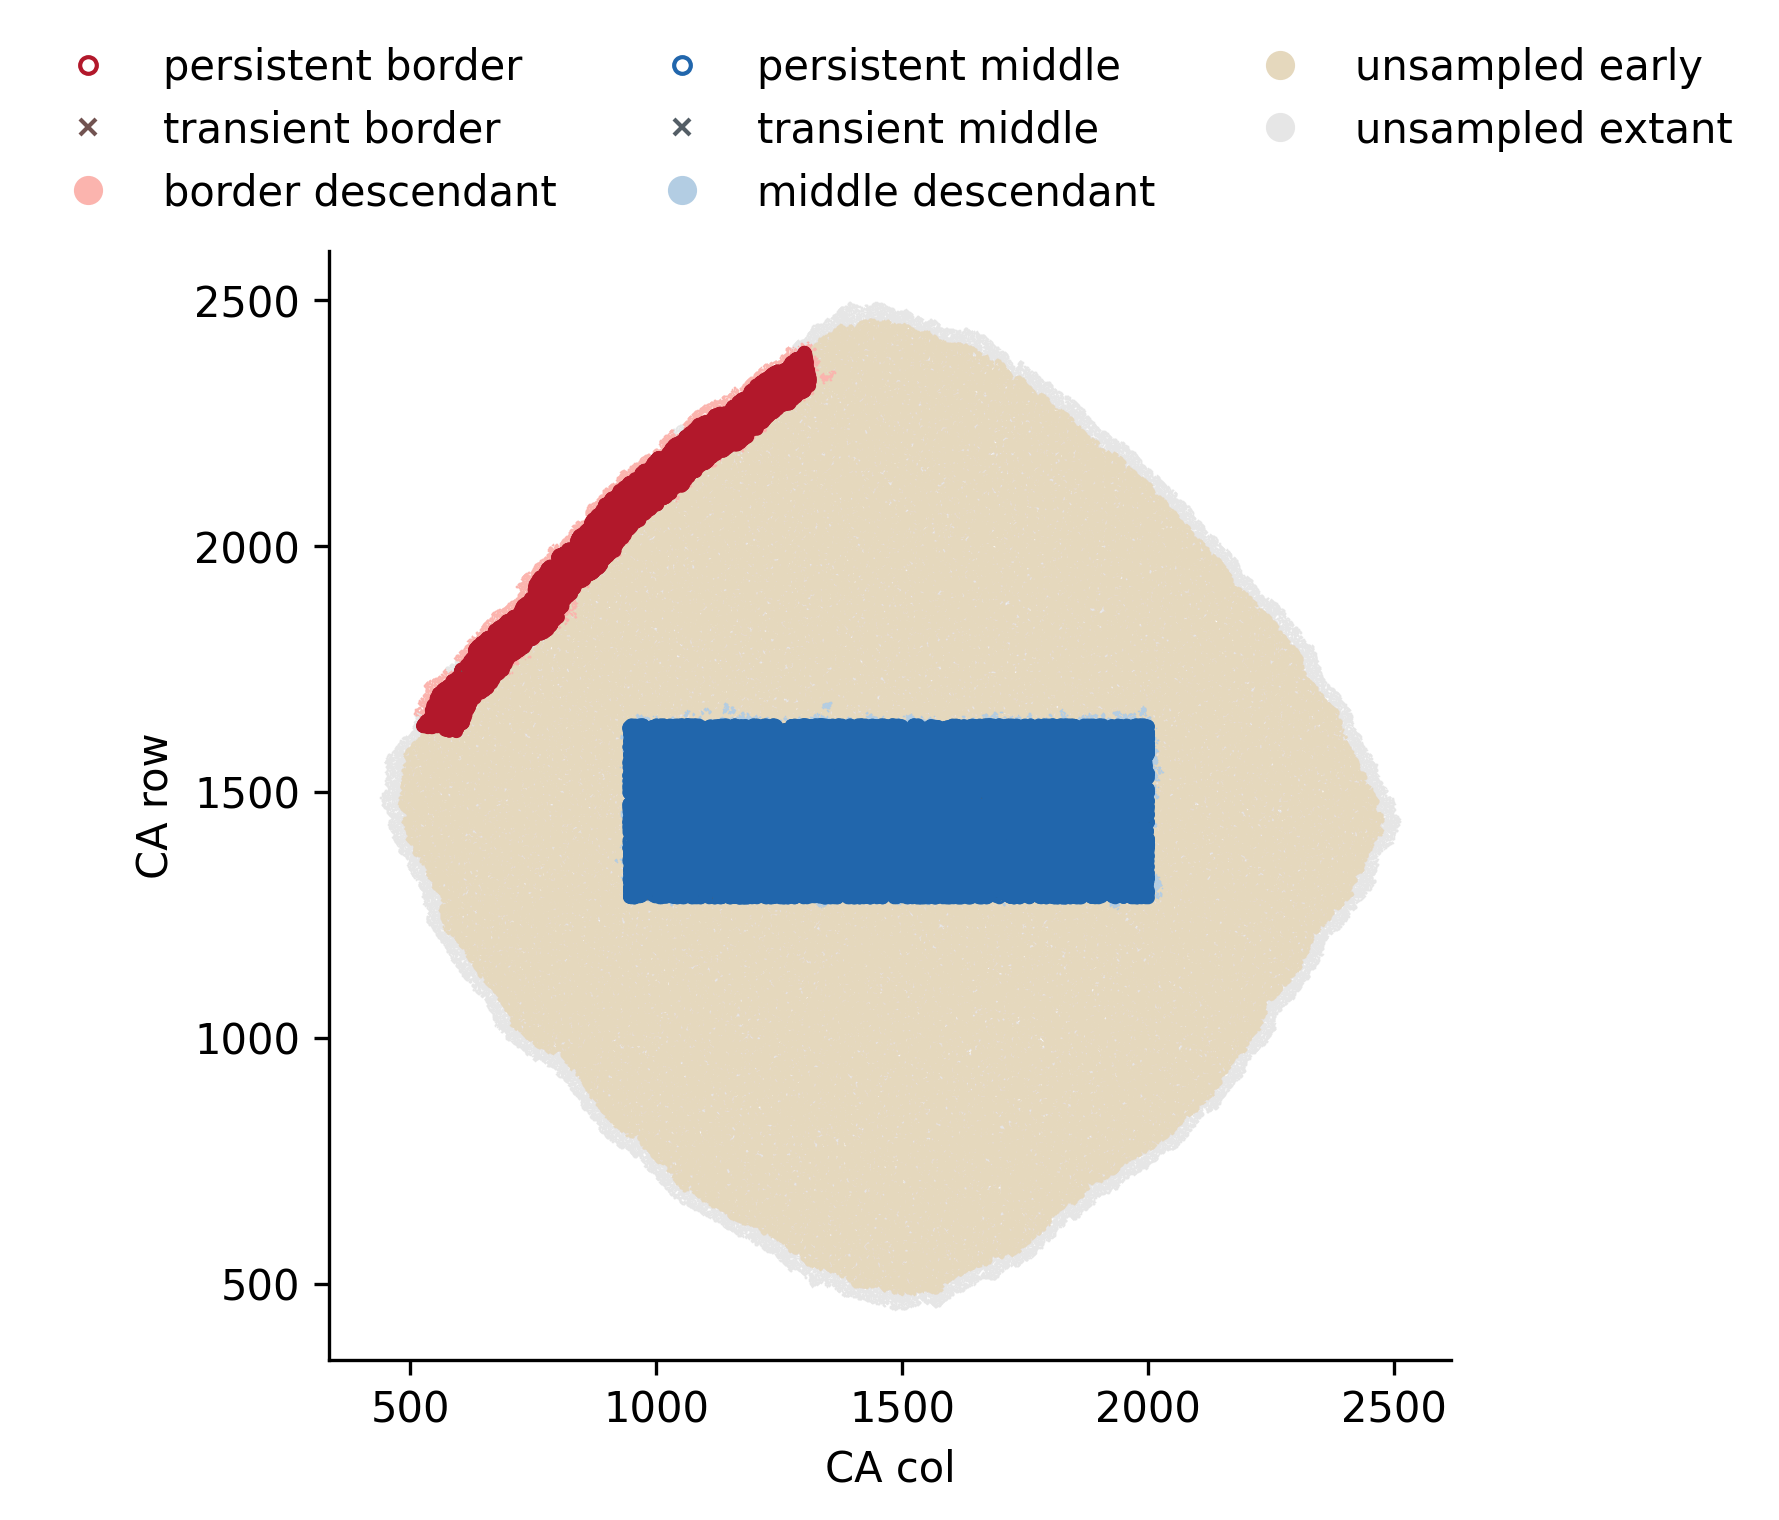 persistent border
transient border
border descendant
persistent middle
transient middle
middle descendant
unsampled early
unsampled extant
2500
2000
1500
1000
500
CA row
500 1000 1500 2000 2500
CA col